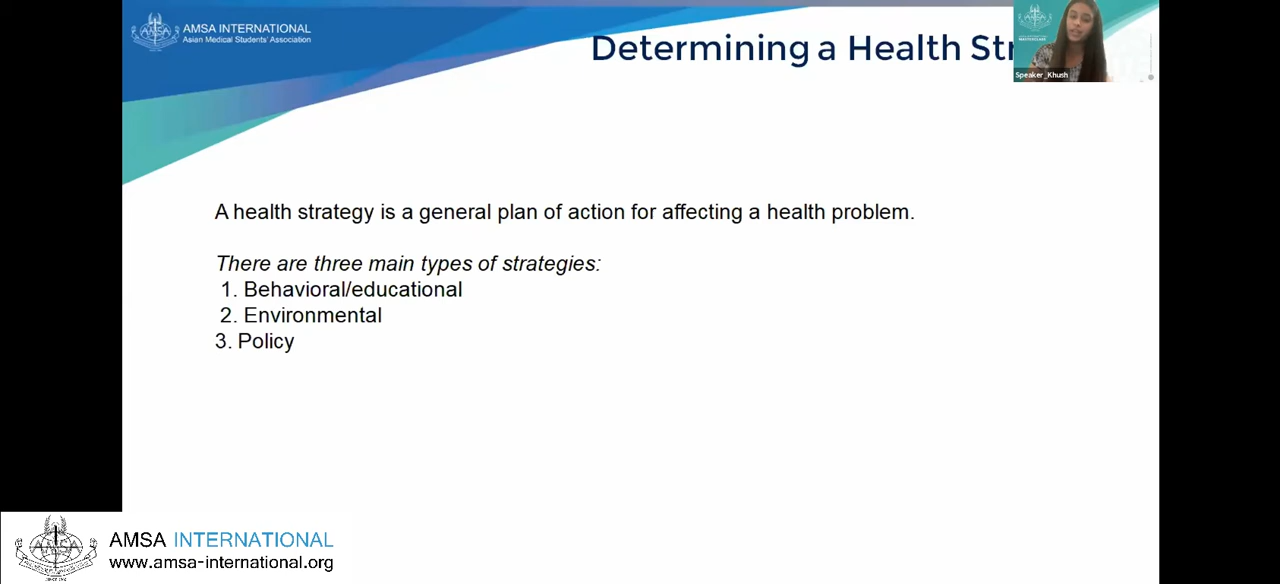 AMSA INTERNATIONAL
Asian Medical Students' Association
Determining a Health Str
Speaker_Khush
A health strategy is a general plan of action for affecting a health problem.
There are three main types of strategies:
1. Behavioral/educational
2. Environmental
3. Policy
AMSA INTERNATIONAL
www.amsa-international.org